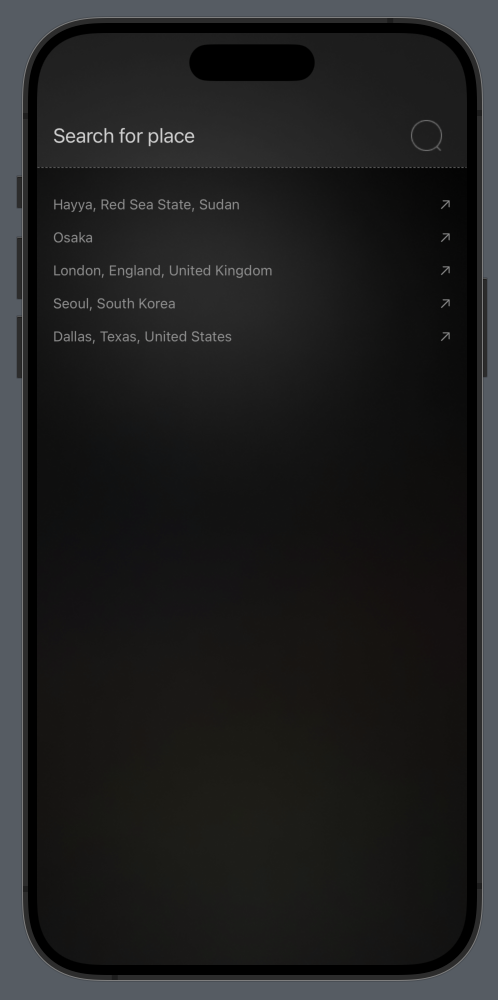 Search for place
Hayya, Red Sea State, Sudan
Osaka
London, England, United Kingdom
Seoul, South Korea
Dallas, Texas, United States